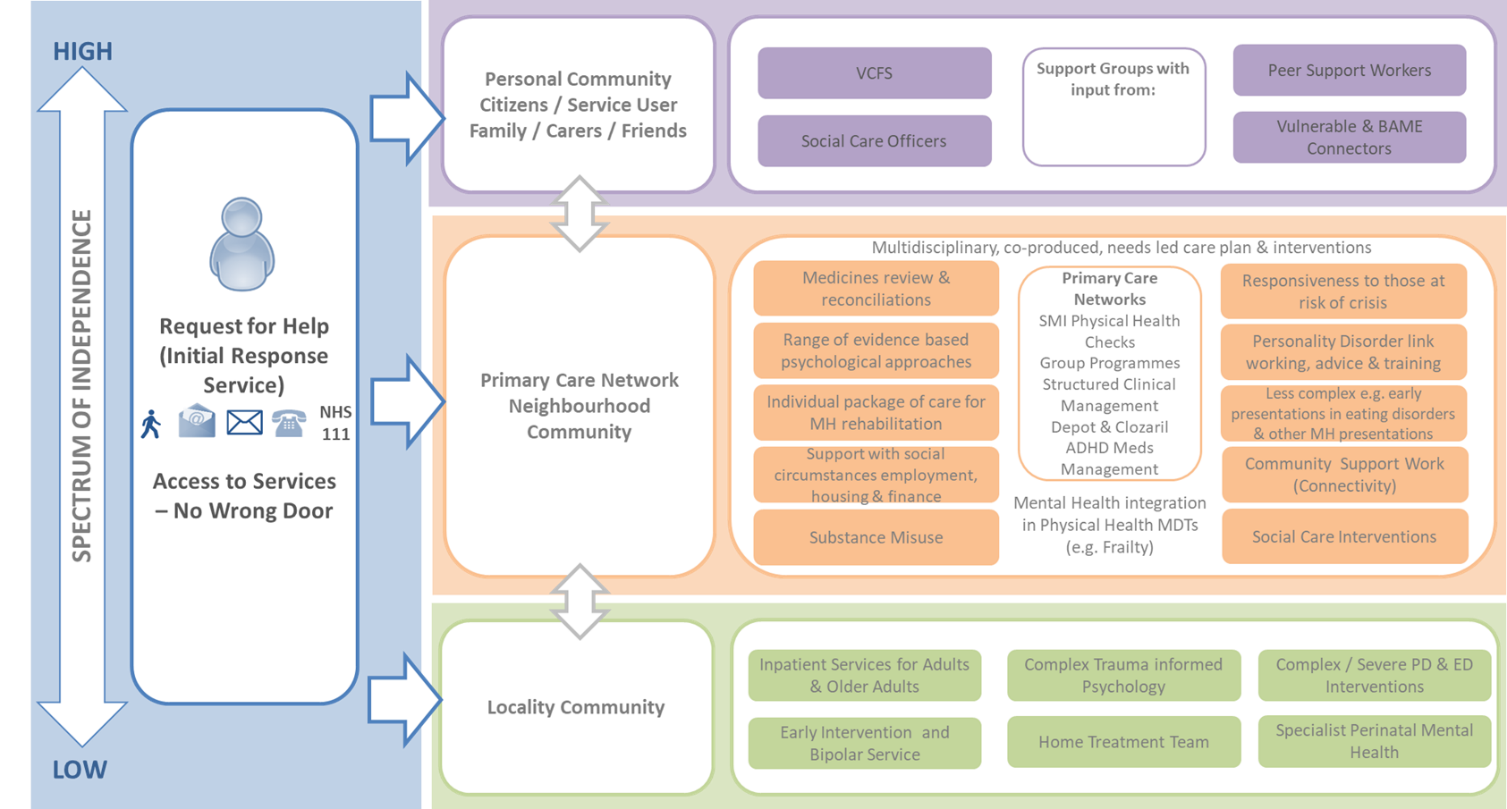 HIGH
SPECTRUM OF INDEPENDENCE
LOW
Request for Help
(Initial Response
Service)
NHS
111
Access to Services
– No Wrong Door
Personal Community
Citizens / Service User
Family / Carers / Friends
VCFS
Social Care Officers
Support Groups with
input from:
Peer Support Workers
Vulnerable & BAME
Connectors
Primary Care Network
Neighbourhood
Community
Multidisciplinary, co-produced, needs led care plan & interventions
Medicines review &
reconciliations
Range of evidence based
psychological approaches
Individual package of care for
MH rehabilitation
Support with social
circumstances employment,
housing & finance
Substance Misuse
Primary Care
Networks
SMI Physical Health
Checks
Group Programmes
Structured Clinical
Management
Depot & Clozaril
ADHD Meds
Management
Mental Health integration
in Physical Health MDTs
(e.g. Frailty)
Responsiveness to those at
risk of crisis
Personality Disorder link
working, advice & training
Less complex e.g. early
presentations in eating disorders
& other MH presentations
Community Support Work
(Connectivity)
Social Care Interventions
Locality Community
Inpatient Services for Adults
& Older Adults
Early Intervention and
Bipolar Service
Complex Trauma informed
Psychology
Home Treatment Team
Complex / Severe PD & ED
Interventions
Specialist Perinatal Mental
Health